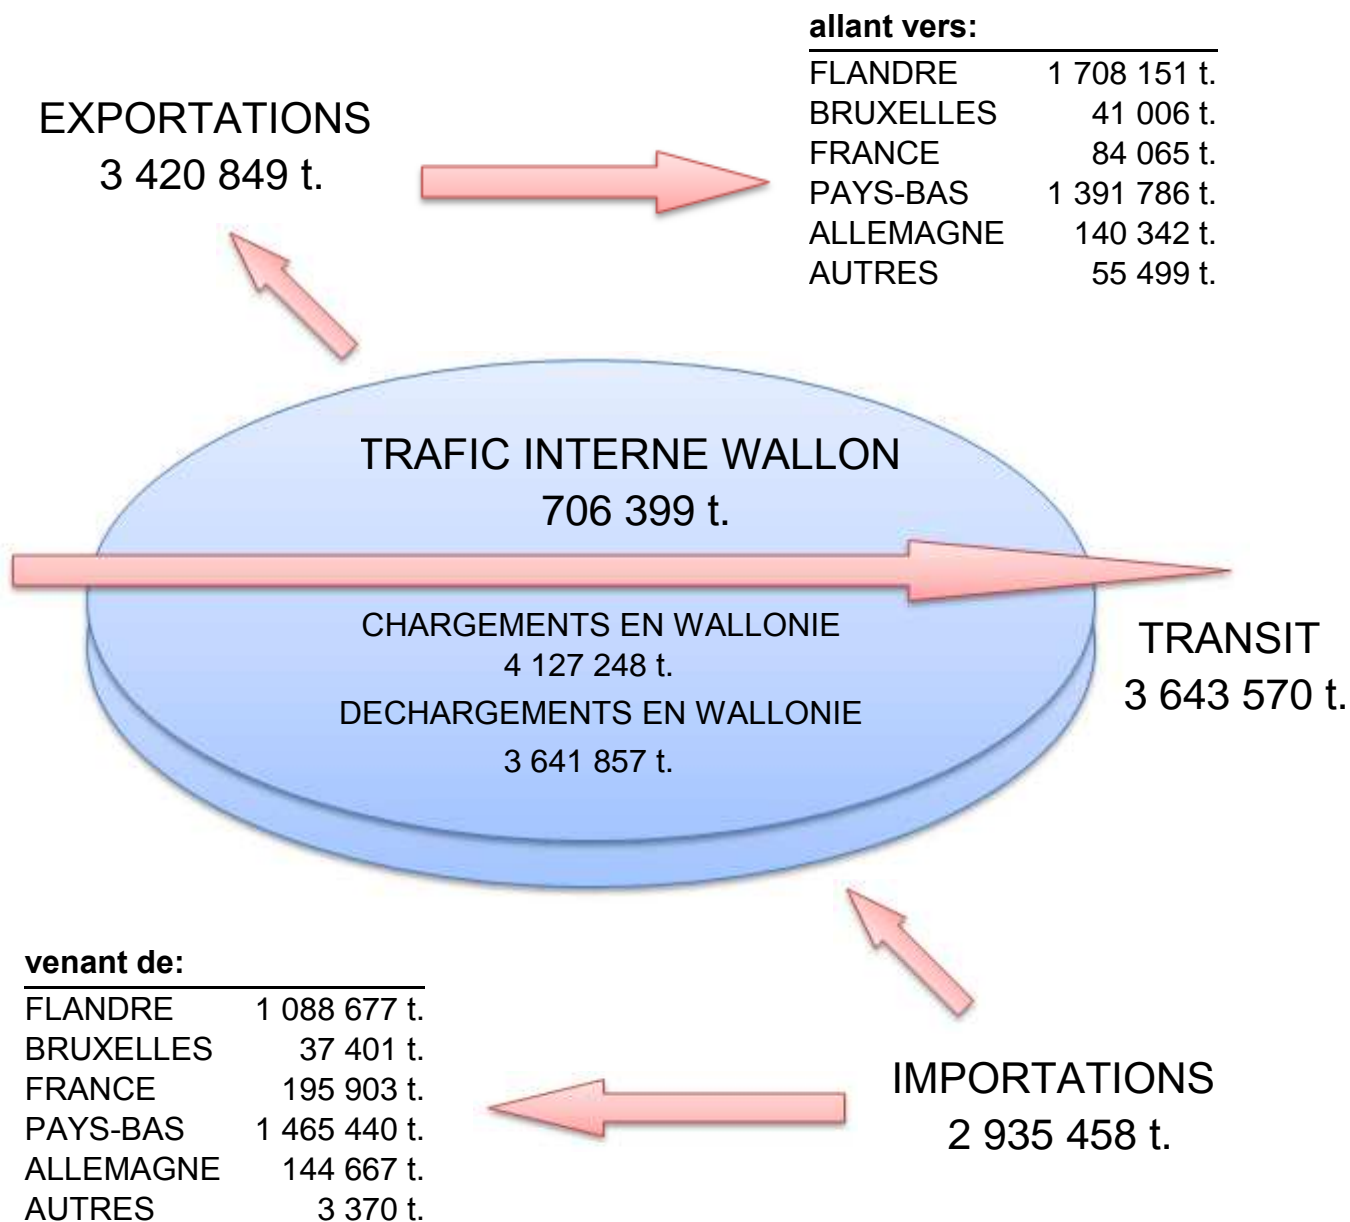 allant vers:
FLANDRE 1 708 151 t.
BRUXELLES 41 006 t.
FRANCE 84 065 t.
PAYS-BAS 1 391 786 t.
ALLEMAGNE 140 342 t.
AUTRES 55 499 t.
EXPORTATIONS
3 420 849 t.
TRAFIC INTERNE WALLON
706 399 t.
CHARGEMENTS EN WALLONIE
4 127 248 t.
DECHARGEMENTS EN WALLONIE
3 641 857 t.
TRANSIT
3 643 570 t.
venant de:
FLANDRE 1 088 677 t.
BRUXELLES 37 401 t.
FRANCE 195 903 t.
PAYS-BAS 1 465 440 t.
ALLEMAGNE 144 667 t.
AUTRES 3 370 t.
IMPORTATIONS
2 935 458 t.